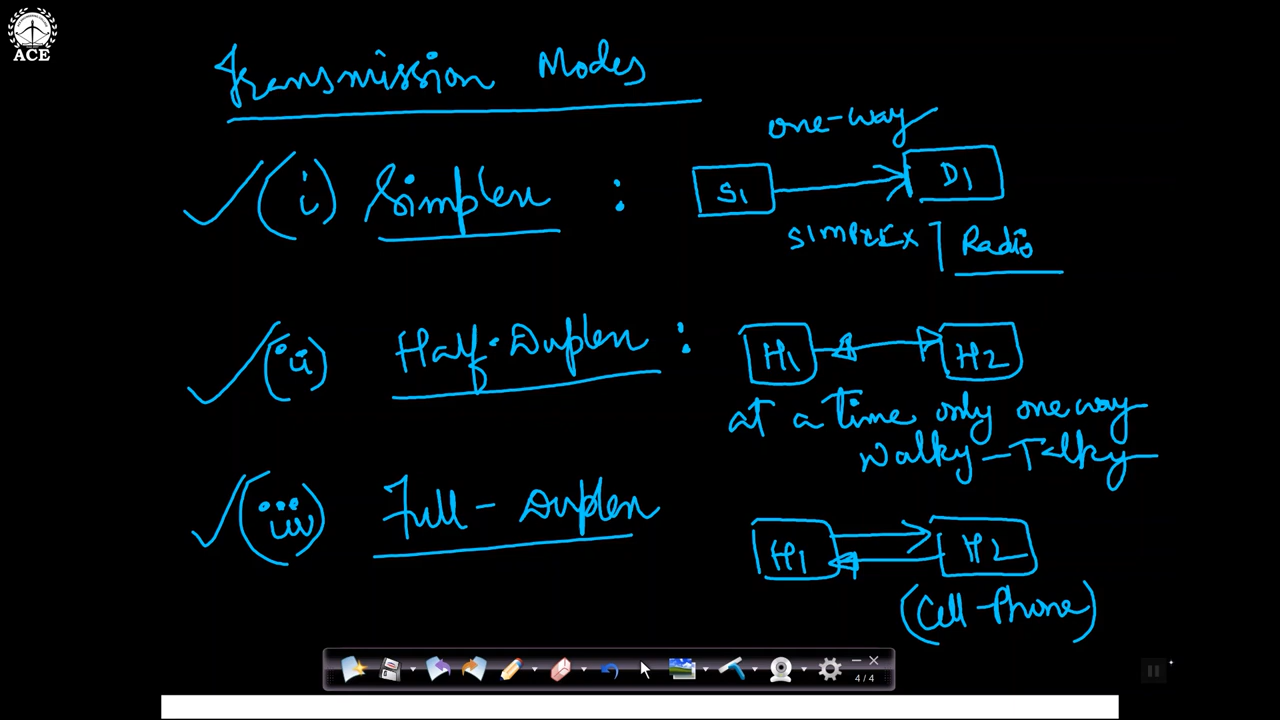 ACE
Transmission Modes
(i) Simplex :
one-way
S1
D1
SIMPLEX
Radio
(ii) Half-Duplex :
H1
H2
at a time only one way
Walky-Talky
(iii) Full-Duplex
H1
H2
(Cell-Phone)
4/4